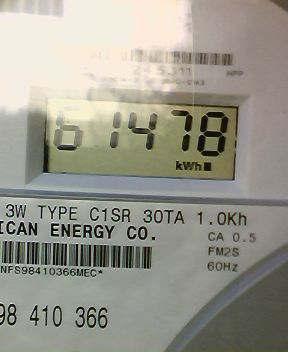 61478
kWh
3W TYPE C1SR 30TA 1.0Kh
ICAN ENERGY CO.
CA 0.5
FM2S
60Hz
NFS98410366MEC*
98 410 366